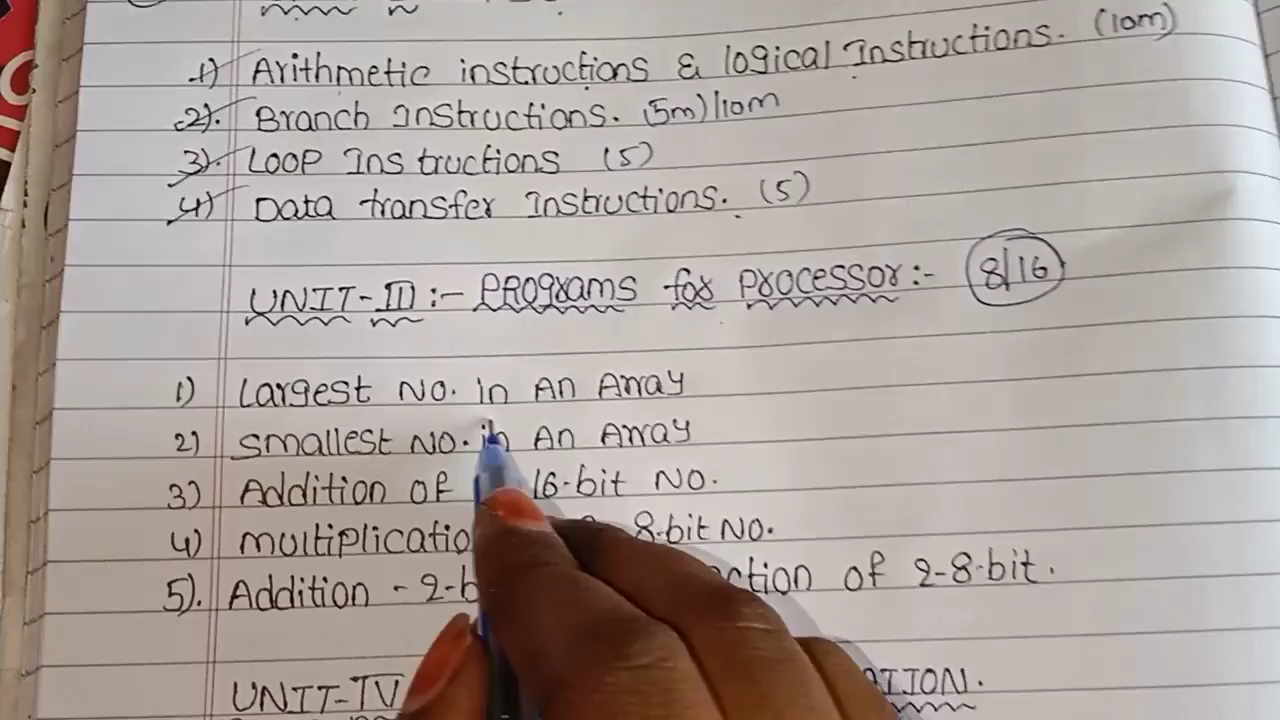 1) Arithmetic instructions & logical Instructions. (10m)
2). Branch Instructions. (5m)/10m
3). Loop Instructions (5)
4) Data transfer Instructions. (5)
UNIT-III :- PROGRAMS for PROCESSOR:- 8/16
1) Largest No. in An Array
2) Smallest No. in An Array
3) Addition of 16-bit No.
4) multiplicatio 8-bit No.
5). Addition - 2-b ction of 2-8-bit.
UNIT-IV ATION.